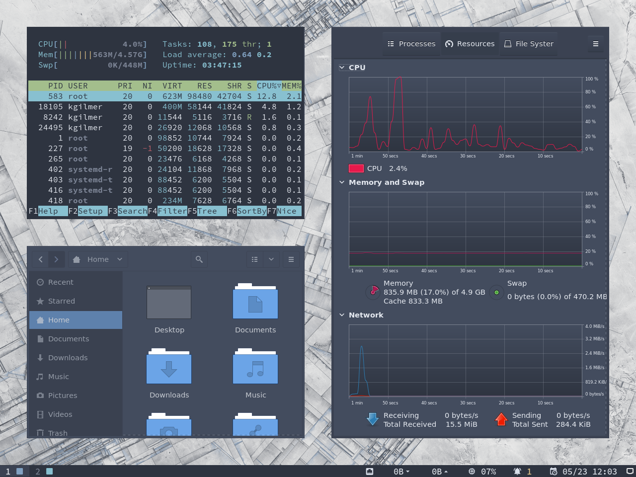 CPU[|| 4.0%] Tasks: 108, 175 thr; 1
Mem[||||||||563M/4.57G] Load average: 0.64 0.2
Swp[ 0K/448M] Uptime: 03:47:15
PID USER PRI NI VIRT RES SHR S CPU%▽MEM%
583 root 20 0 623M 98480 42704 S 12.8 2.1
18105 kgilmer 20 0 400M 58144 41824 S 4.8 1.2
8242 kgilmer 20 0 11544 5116 3116 R 1.6 0.1
24495 kgilmer 20 0 26920 12068 10568 S 0.8 0.3
1 root 20 0 98852 10744 7924 S 0.0 0.2
227 root 19 -1 50200 18628 17328 S 0.0 0.4
265 root 20 0 23476 6168 4268 S 0.0 0.1
402 systemd-r 20 0 24104 11868 7968 S 0.0 0.2
403 systemd-t 20 0 88452 6200 5504 S 0.0 0.1
416 systemd-t 20 0 88452 6200 5504 S 0.0 0.1
418 root 20 0 234M 7628 6764 S 0.0 0.2
F1Help F2Setup F3SearchF4FilterF5Tree F6SortByF7Nice
Processes Resources File Syster
CPU
100 %
80 %
60 %
40 %
20 %
0 %
1 min 50 secs 40 secs 30 secs 20 secs 10 secs
CPU 2.4%
Memory and Swap
100 %
80 %
60 %
40 %
20 %
0 %
1 min 50 secs 40 secs 30 secs 20 secs 10 secs
Memory
835.9 MB (17.0%) of 4.9 GB
Cache 833.3 MB
Swap
0 bytes (0.0%) of 470.2 MB
Network
4.0 MiB/s
3.2 MiB/s
2.4 MiB/s
1.6 MiB/s
819.2 KiB/s
0 bytes/s
1 min 50 secs 40 secs 30 secs 20 secs 10 secs
Receiving 0 bytes/s
Total Received 15.5 MiB
Sending 0 bytes/s
Total Sent 284.4 KiB
Home
Recent
Starred
Home
Documents
Downloads
Music
Pictures
Videos
Trash
Desktop
Documents
Downloads
Music
1 2 0B 0B 07% 1 05/23 12:03